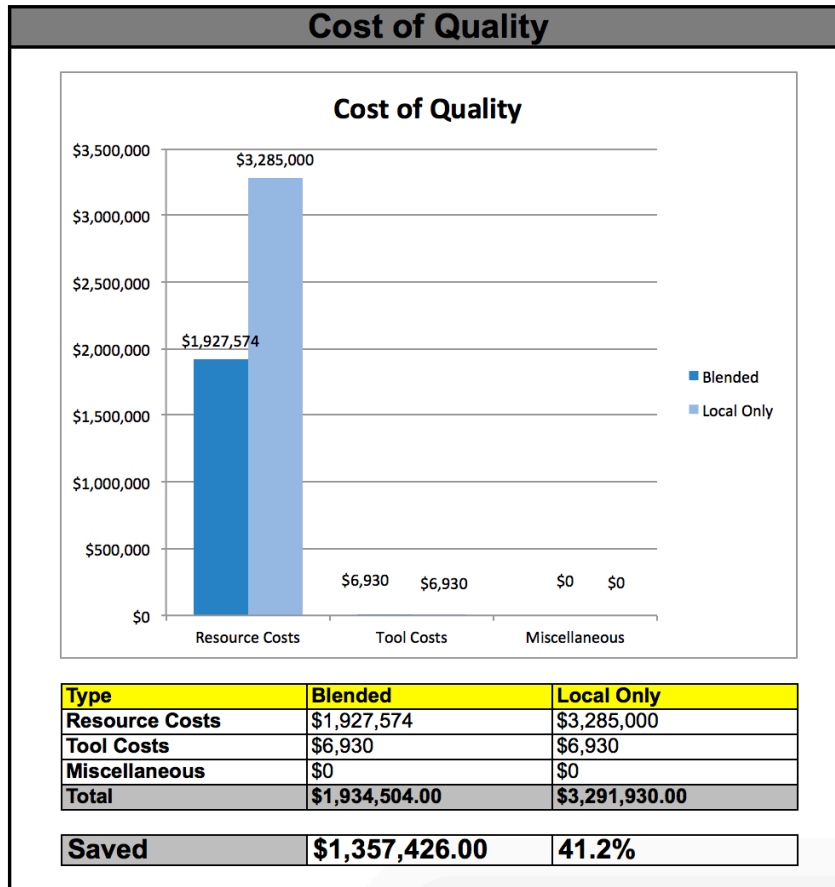 Cost of Quality
Cost of Quality
$3,500,000
$3,285,000
$3,000,000
$2,500,000
$1,927,574
$2,000,000
Blended
$1,500,000
Local Only
$1,000,000
$500,000
$6,930 $6,930 $0 $0
$0
Resource Costs Tool Costs Miscellaneous
Type Blended Local Only
Resource Costs $1,927,574 $3,285,000
Tool Costs $6,930 $6,930
Miscellaneous $0 $0
Total $1,934,504.00 $3,291,930.00
Saved $1,357,426.00 41.2%